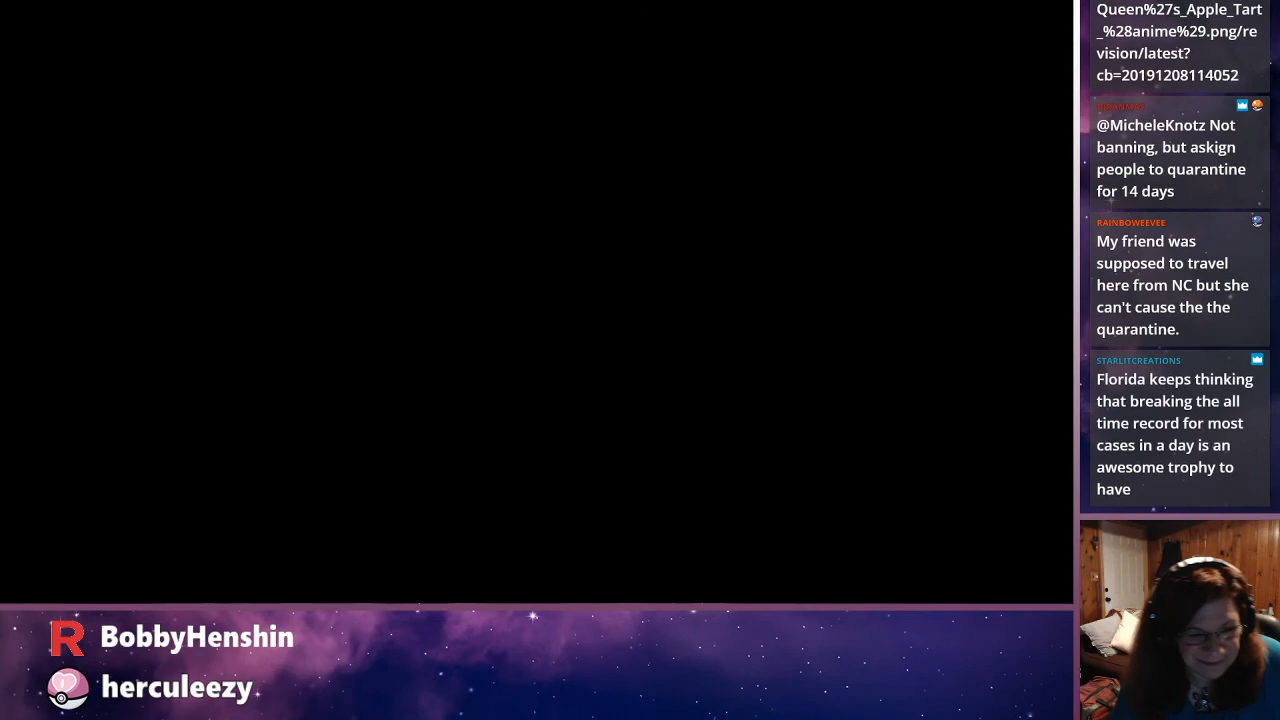 Queen%27s_Apple_Tart
_%28anime%29.png/re
vision/latest?
cb=20191208114052
@MicheleKnotz Not
banning, but askign
people to quarantine
for 14 days
RAINBOWEEVEE
My friend was
supposed to travel
here from NC but she
can't cause the the
quarantine.
STARLITCREATIONS
Florida keeps thinking
that breaking the all
time record for most
cases in a day is an
awesome trophy to
have
R BobbyHenshin
herculeezy